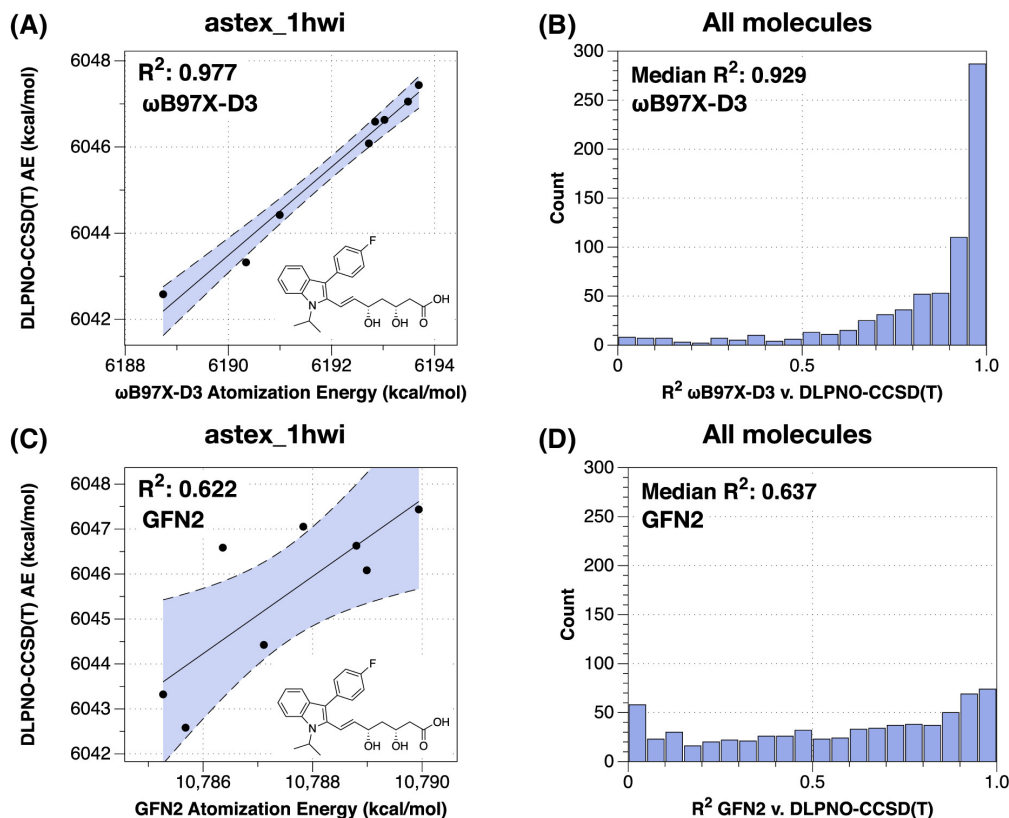 (A)
astex_1hwi
R²: 0.977
ωB97X-D3
DLPNO-CCSD(T) AE (kcal/mol)
6048
6046
6044
6042
6188
6190
6192
6194
ωB97X-D3 Atomization Energy (kcal/mol)
F
N
OH
OH
O
OH
(B)
All molecules
Median R²: 0.929
ωB97X-D3
Count
300
250
200
150
100
50
0
0
0.5
1.0
R² ωB97X-D3 v. DLPNO-CCSD(T)
(C)
astex_1hwi
R²: 0.622
GFN2
DLPNO-CCSD(T) AE (kcal/mol)
6048
6047
6046
6045
6044
6043
6042
10,786
10,788
10,790
GFN2 Atomization Energy (kcal/mol)
F
N
OH
OH
O
OH
(D)
All molecules
Median R²: 0.637
GFN2
Count
300
250
200
150
100
50
0
0
0.5
1.0
R² GFN2 v. DLPNO-CCSD(T)